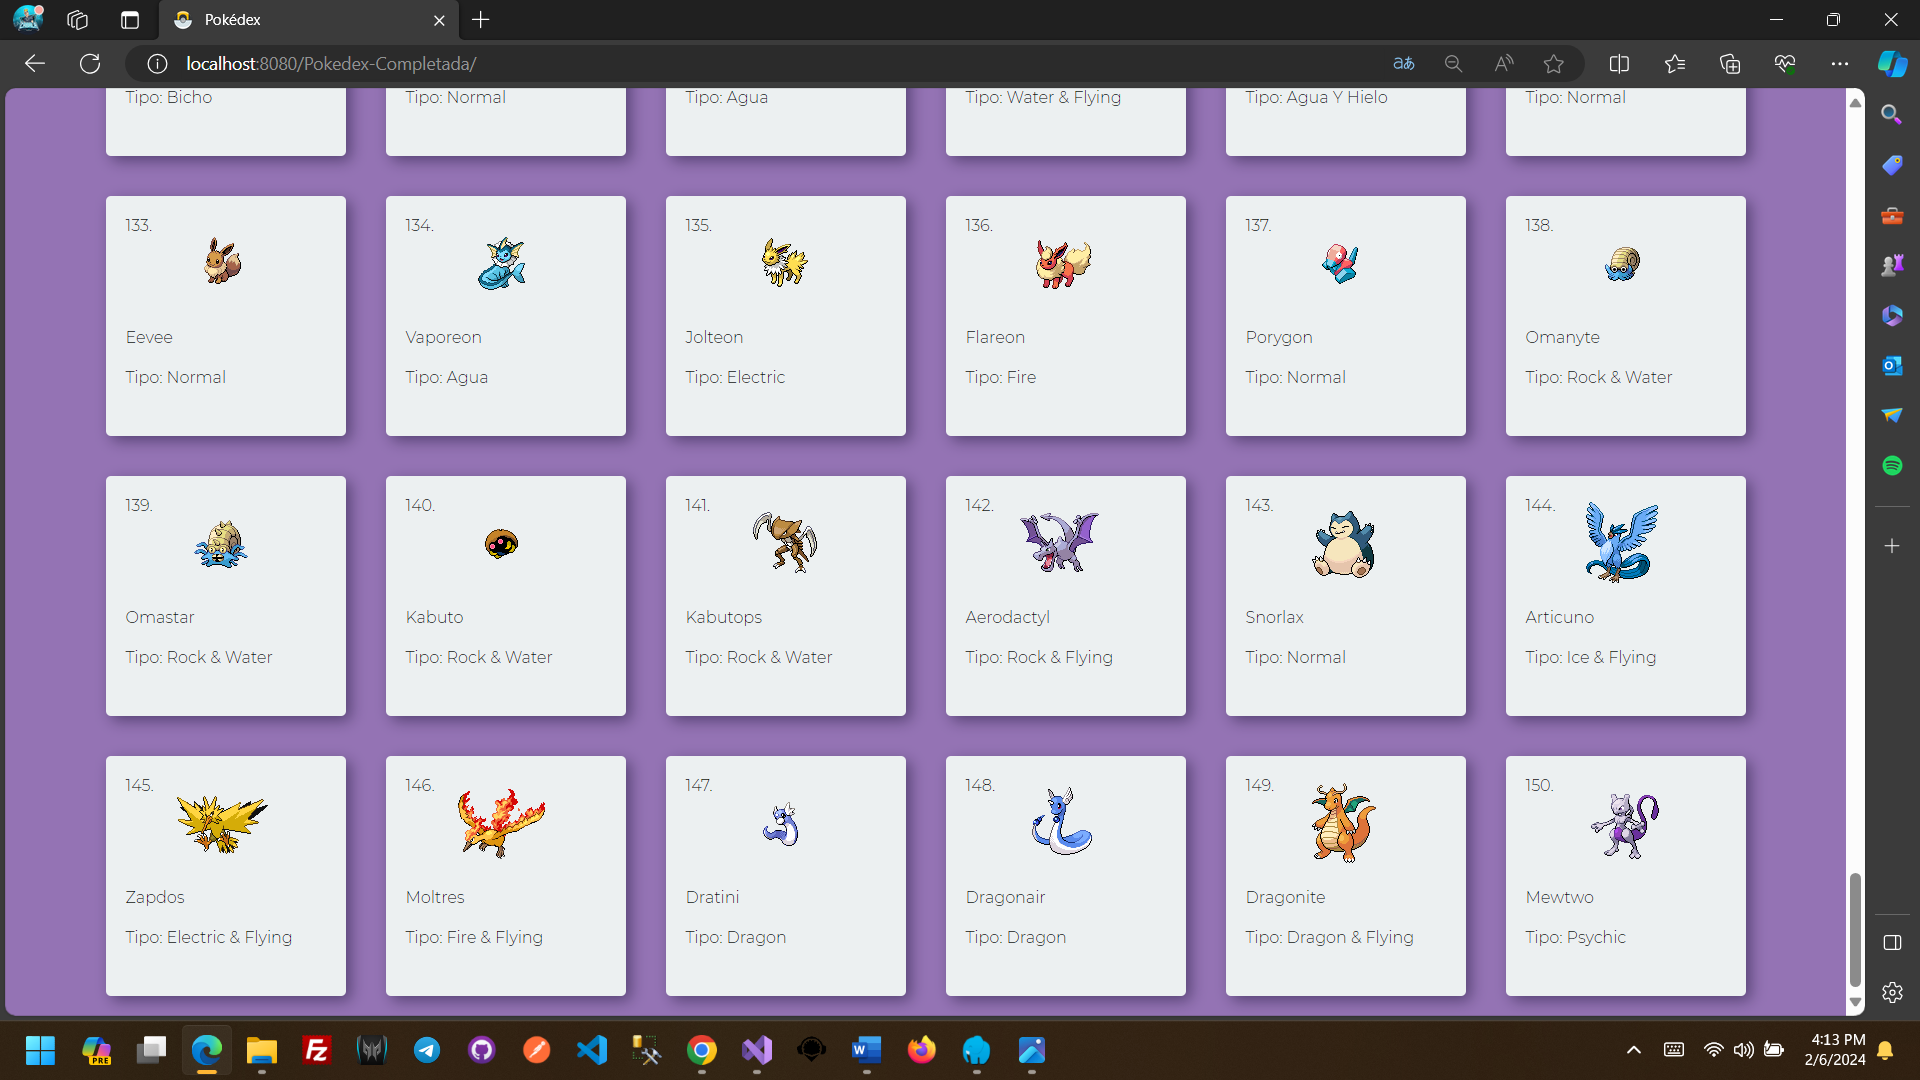 Pokédex
localhost:8080/Pokedex-Completada/
aあ
Tipo: Bicho
Tipo: Normal
Tipo: Agua
Tipo: Water & Flying
Tipo: Agua Y Hielo
Tipo: Normal
133.
134.
135.
136.
137.
138.
Eevee
Vaporeon
Jolteon
Flareon
Porygon
Omanyte
Tipo: Normal
Tipo: Agua
Tipo: Electric
Tipo: Fire
Tipo: Normal
Tipo: Rock & Water
139.
140.
141.
142.
143.
144.
Omastar
Kabuto
Kabutops
Aerodactyl
Snorlax
Articuno
Tipo: Rock & Water
Tipo: Rock & Water
Tipo: Rock & Water
Tipo: Rock & Flying
Tipo: Normal
Tipo: Ice & Flying
145.
146.
147.
148.
149.
150.
Zapdos
Moltres
Dratini
Dragonair
Dragonite
Mewtwo
Tipo: Electric & Flying
Tipo: Fire & Flying
Tipo: Dragon
Tipo: Dragon
Tipo: Dragon & Flying
Tipo: Psychic
PRE
Fz
W
4:13 PM
2/6/2024